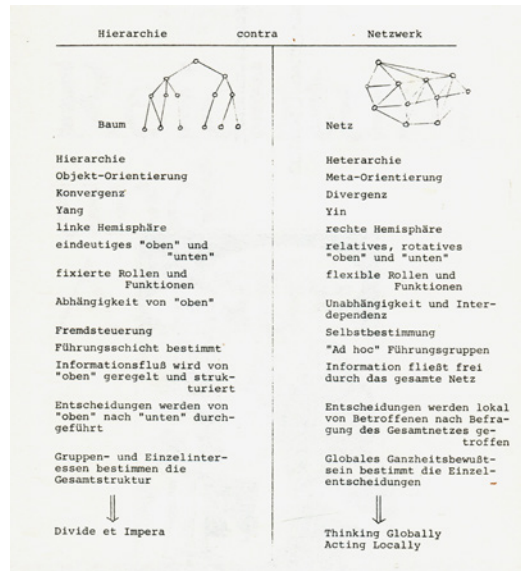 Hierarchie contra Netzwerk
Baum
Hierarchie
Objekt-Orientierung
Konvergenz
Yang
linke Hemisphäre
eindeutiges "oben" und
"unten"
fixierte Rollen und
Funktionen
Abhängigkeit von "oben"
Fremdsteuerung
Führungsschicht bestimmt
Informationsfluß wird von
"oben" geregelt und struk-
turiert
Entscheidungen werden von
"oben" nach "unten" durch-
geführt
Gruppen- und Einzelinter-
essen bestimmen die
Gesamtstruktur
Divide et Impera
Netz
Heterarchie
Meta-Orientierung
Divergenz
Yin
rechte Hemisphäre
relatives, rotatives
"oben" und "unten"
flexible Rollen und
Funktionen
Unabhängigkeit und Inter-
dependenz
Selbstbestimmung
"Ad hoc" Führungsgruppen
Information fließt frei
durch das gesamte Netz
Entscheidungen werden lokal
von Betroffenen nach Befra-
gung des Gesamtnetzes ge-
troffen
Globales Ganzheitsbewußt-
sein bestimmt die Einzel-
entscheidungen
Thinking Globally
Acting Locally